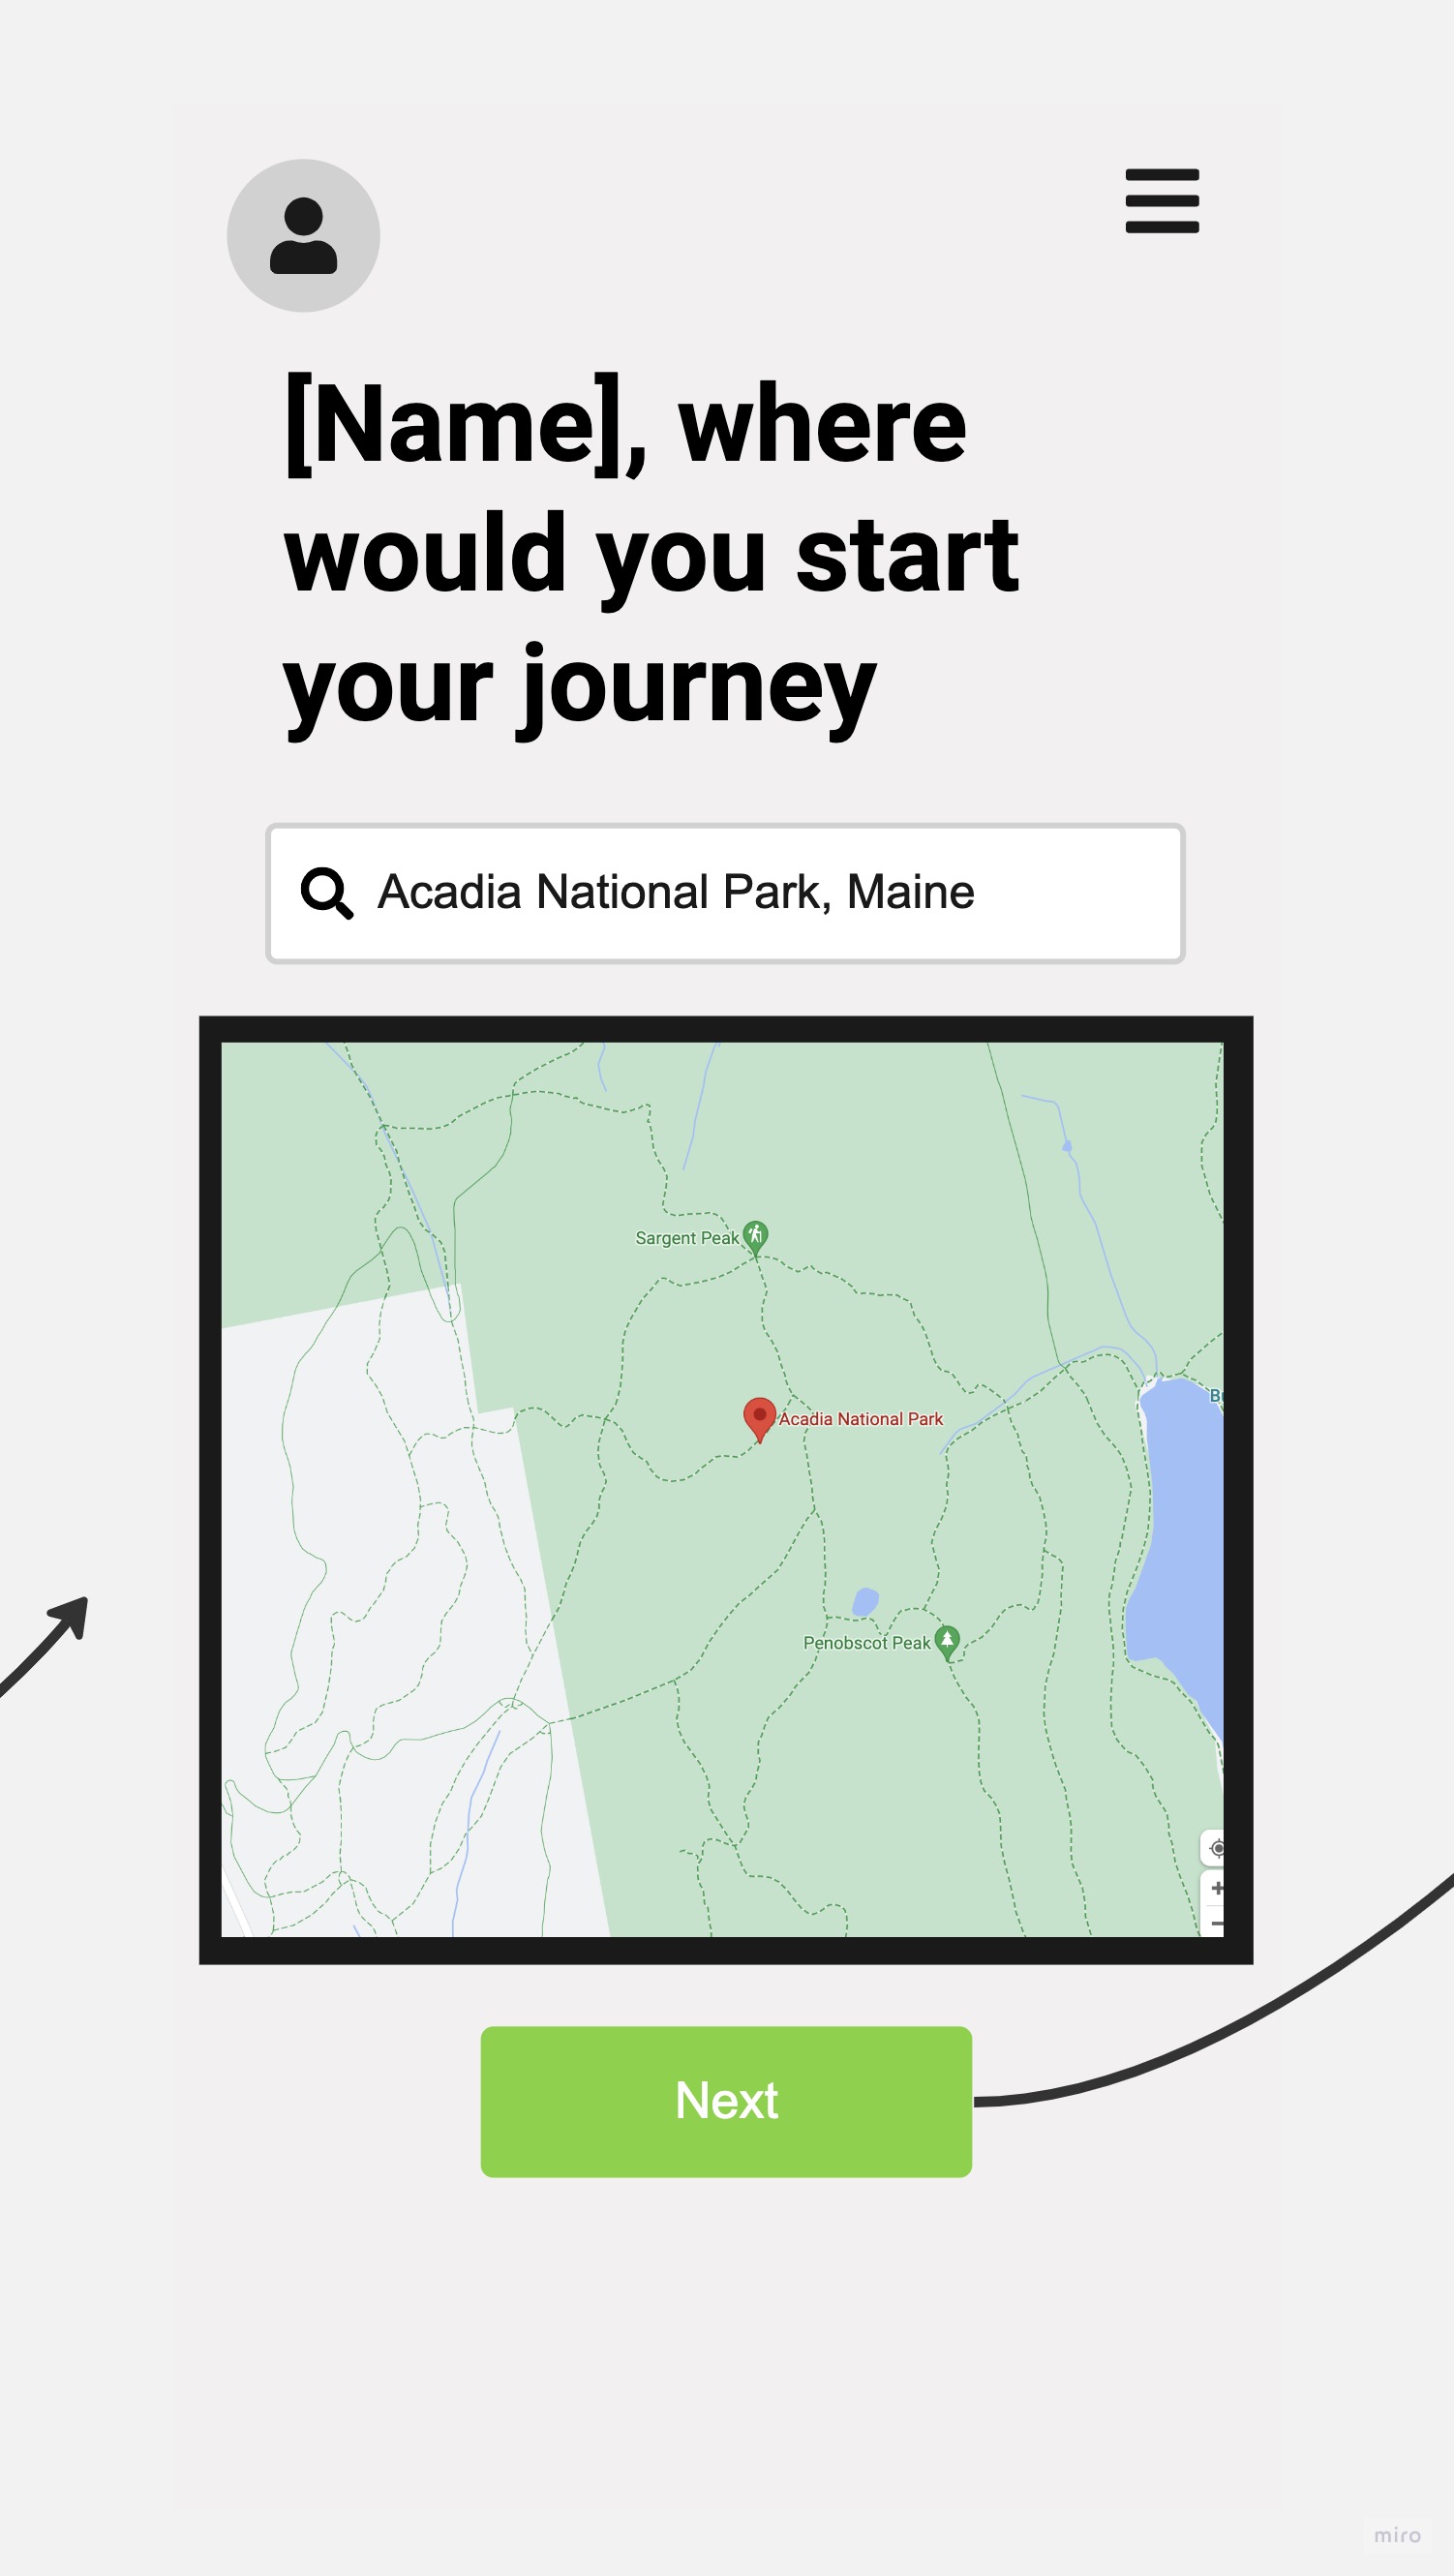 [Name], where
would you start
your journey
Acadia National Park, Maine
Sargent Peak
Acadia National Park
Penobscot Peak
Next
miro